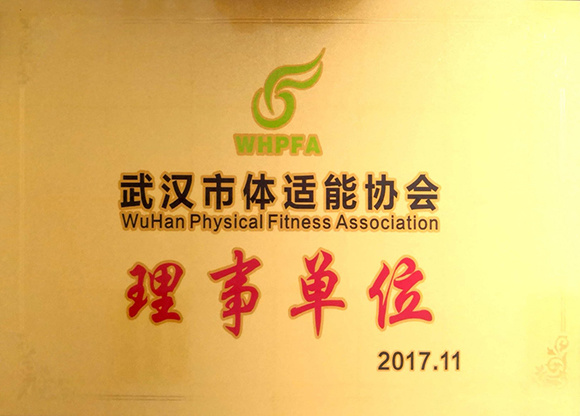 WHPFA
武汉市体适能协会
WuHan Physical Fitness Association
理事单位
2017.11